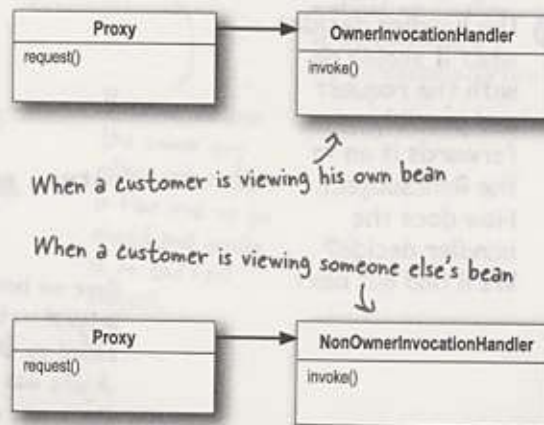 Proxy
request()
OwnerInvocationHandler
invoke()
When a customer is viewing his own bean
When a customer is viewing someone else's bean
Proxy
request()
NonOwnerInvocationHandler
invoke()